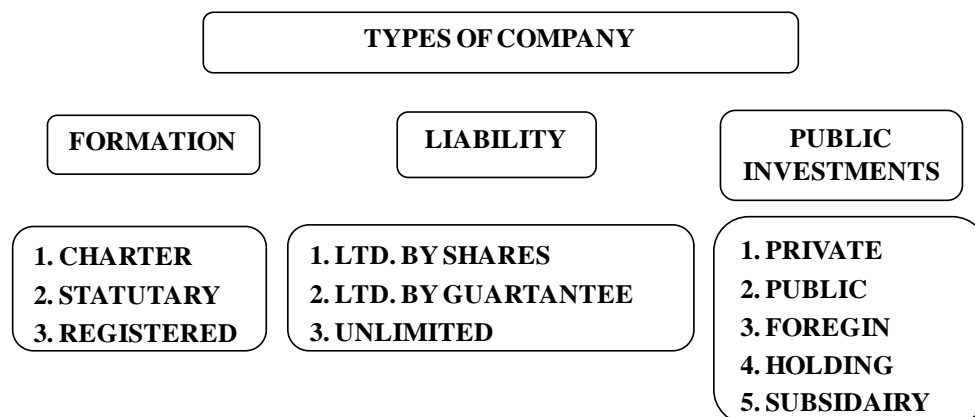 TYPES OF COMPANY
FORMATION
1. CHARTER
2. STATUTARY
3. REGISTERED
LIABILITY
1. LTD. BY SHARES
2. LTD. BY GUARTANTEE
3. UNLIMITED
PUBLIC
INVESTMENTS
1. PRIVATE
2. PUBLIC
3. FOREGIN
4. HOLDING
5. SUBSIDAIRY